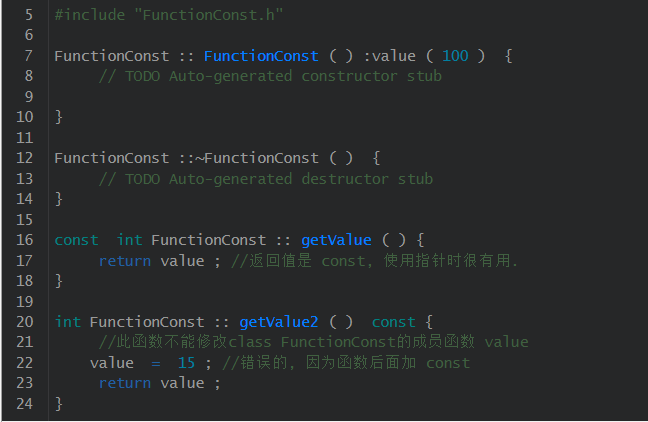 5 #include "FunctionConst.h"
6
7 FunctionConst :: FunctionConst ( ) :value ( 100 )  {
8      // TODO Auto-generated constructor stub
9
10 }
11
12 FunctionConst ::~FunctionConst ( )  {
13      // TODO Auto-generated destructor stub
14 }
15
16 const  int FunctionConst :: getValue ( ) {
17      return value ; //返回值是 const, 使用指针时很有用.
18 }
19
20 int FunctionConst :: getValue2 ( )  const {
21      //此函数不能修改class FunctionConst的成员函数 value
22     value  =  15 ; //错误的, 因为函数后面加 const
23      return value ;
24 }